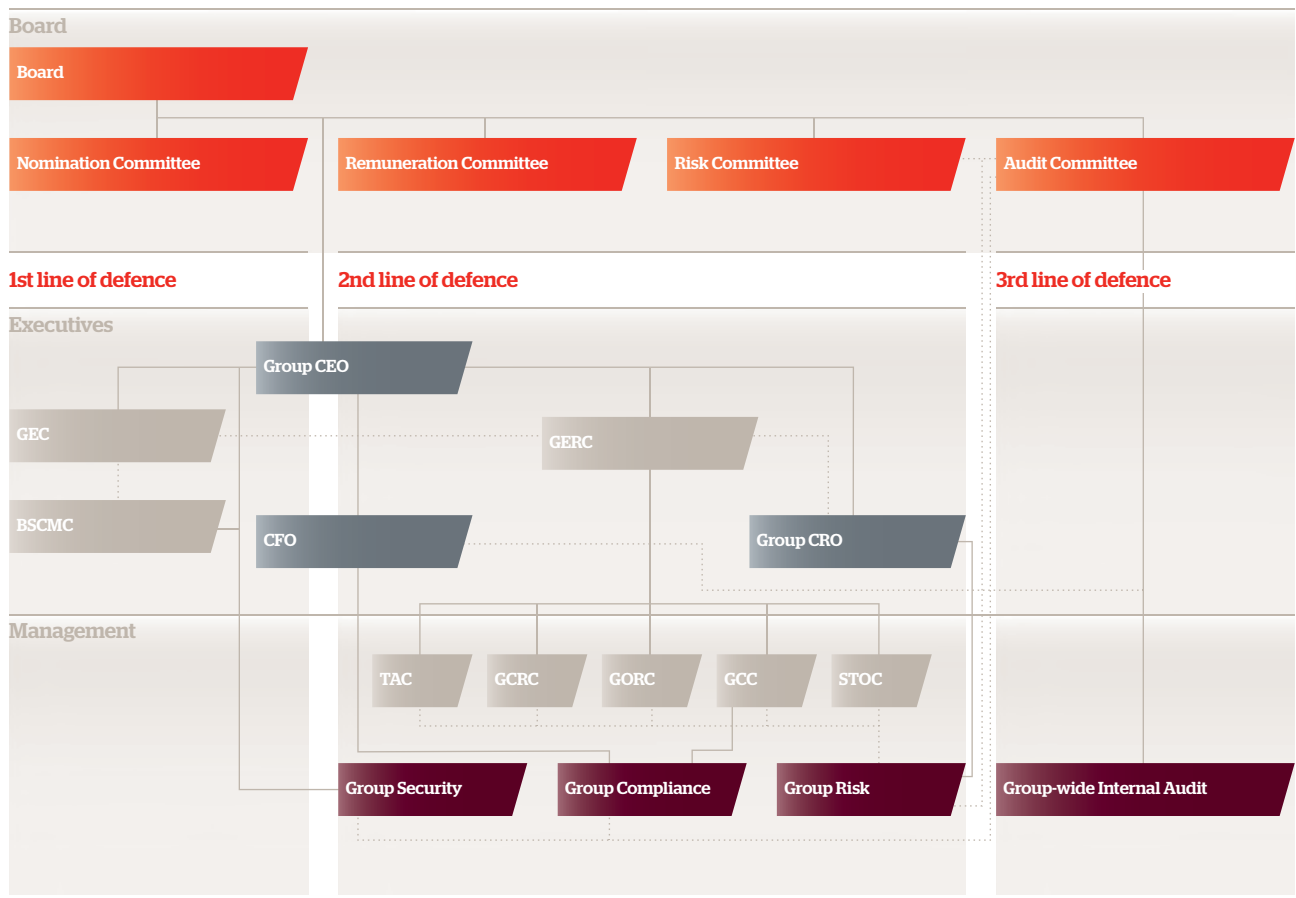 Board
Board
Nomination Committee
Remuneration Committee
Risk Committee
Audit Committee
1st line of defence
2nd line of defence
3rd line of defence
Executives
Group CEO
GEC
GERC
BSCMC
CFO
Group CRO
Management
TAC
GCRC
GORC
GCC
STOC
Group Security
Group Compliance
Group Risk
Group-wide Internal Audit